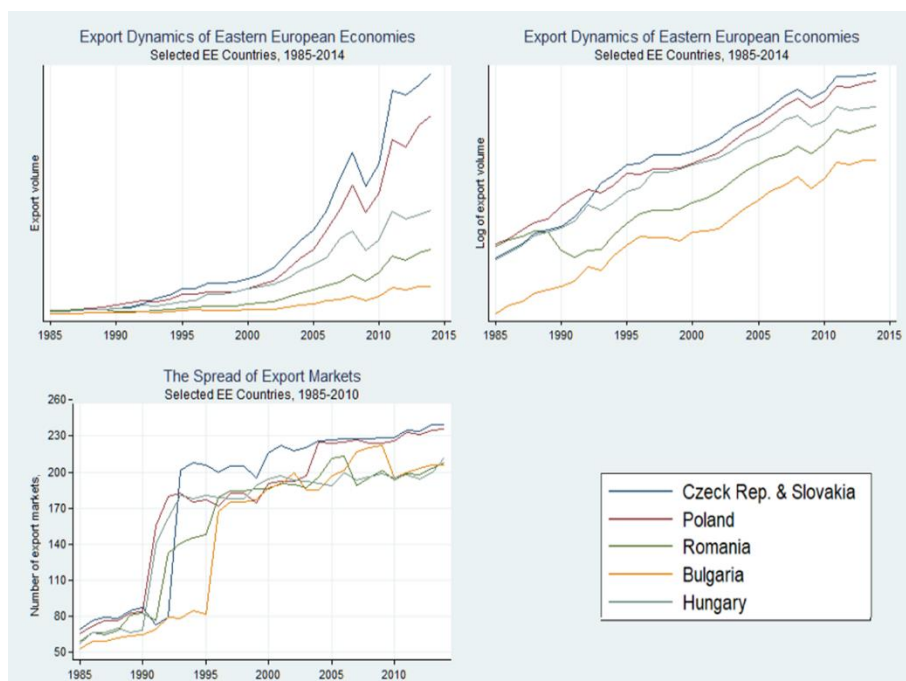 Export Dynamics of Eastern European Economies
Selected EE Countries, 1985-2014
Export volume
1985 1990 1995 2000 2005 2010 2015
Export Dynamics of Eastern European Economies
Selected EE Countries, 1985-2014
Log of export volume
1985 1990 1995 2000 2005 2010 2015
The Spread of Export Markets
Selected EE Countries, 1985-2010
Number of export markets.
260
230
200
170
140
110
80
50
1985 1990 1995 2000 2005 2010
Czeck Rep. & Slovakia
Poland
Romania
Bulgaria
Hungary